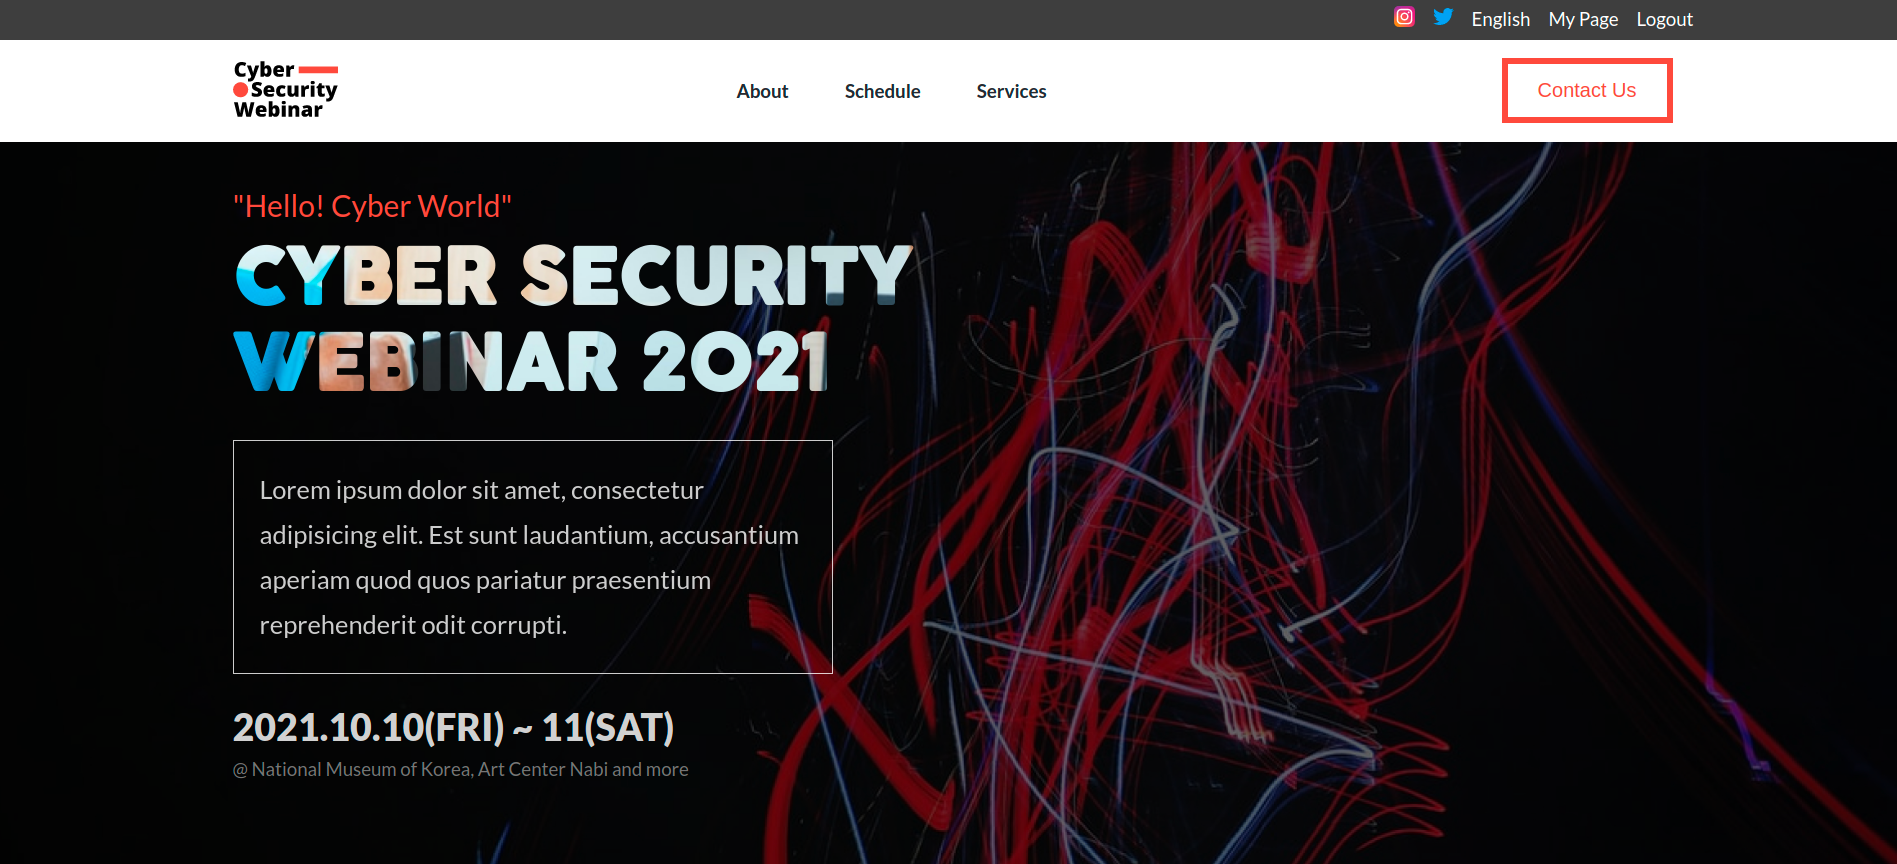 English My Page Logout
Cyber
Security
Webinar
About Schedule Services
Contact Us
"Hello! Cyber World"
CYBER SECURITY
WEBINAR 2021
Lorem ipsum dolor sit amet, consectetur
adipisicing elit. Est sunt laudantium, accusantium
aperiam quod quos pariatur praesentium
reprehenderit odit corrupti.
2021.10.10(FRI) ~ 11(SAT)
@ National Museum of Korea, Art Center Nabi and more